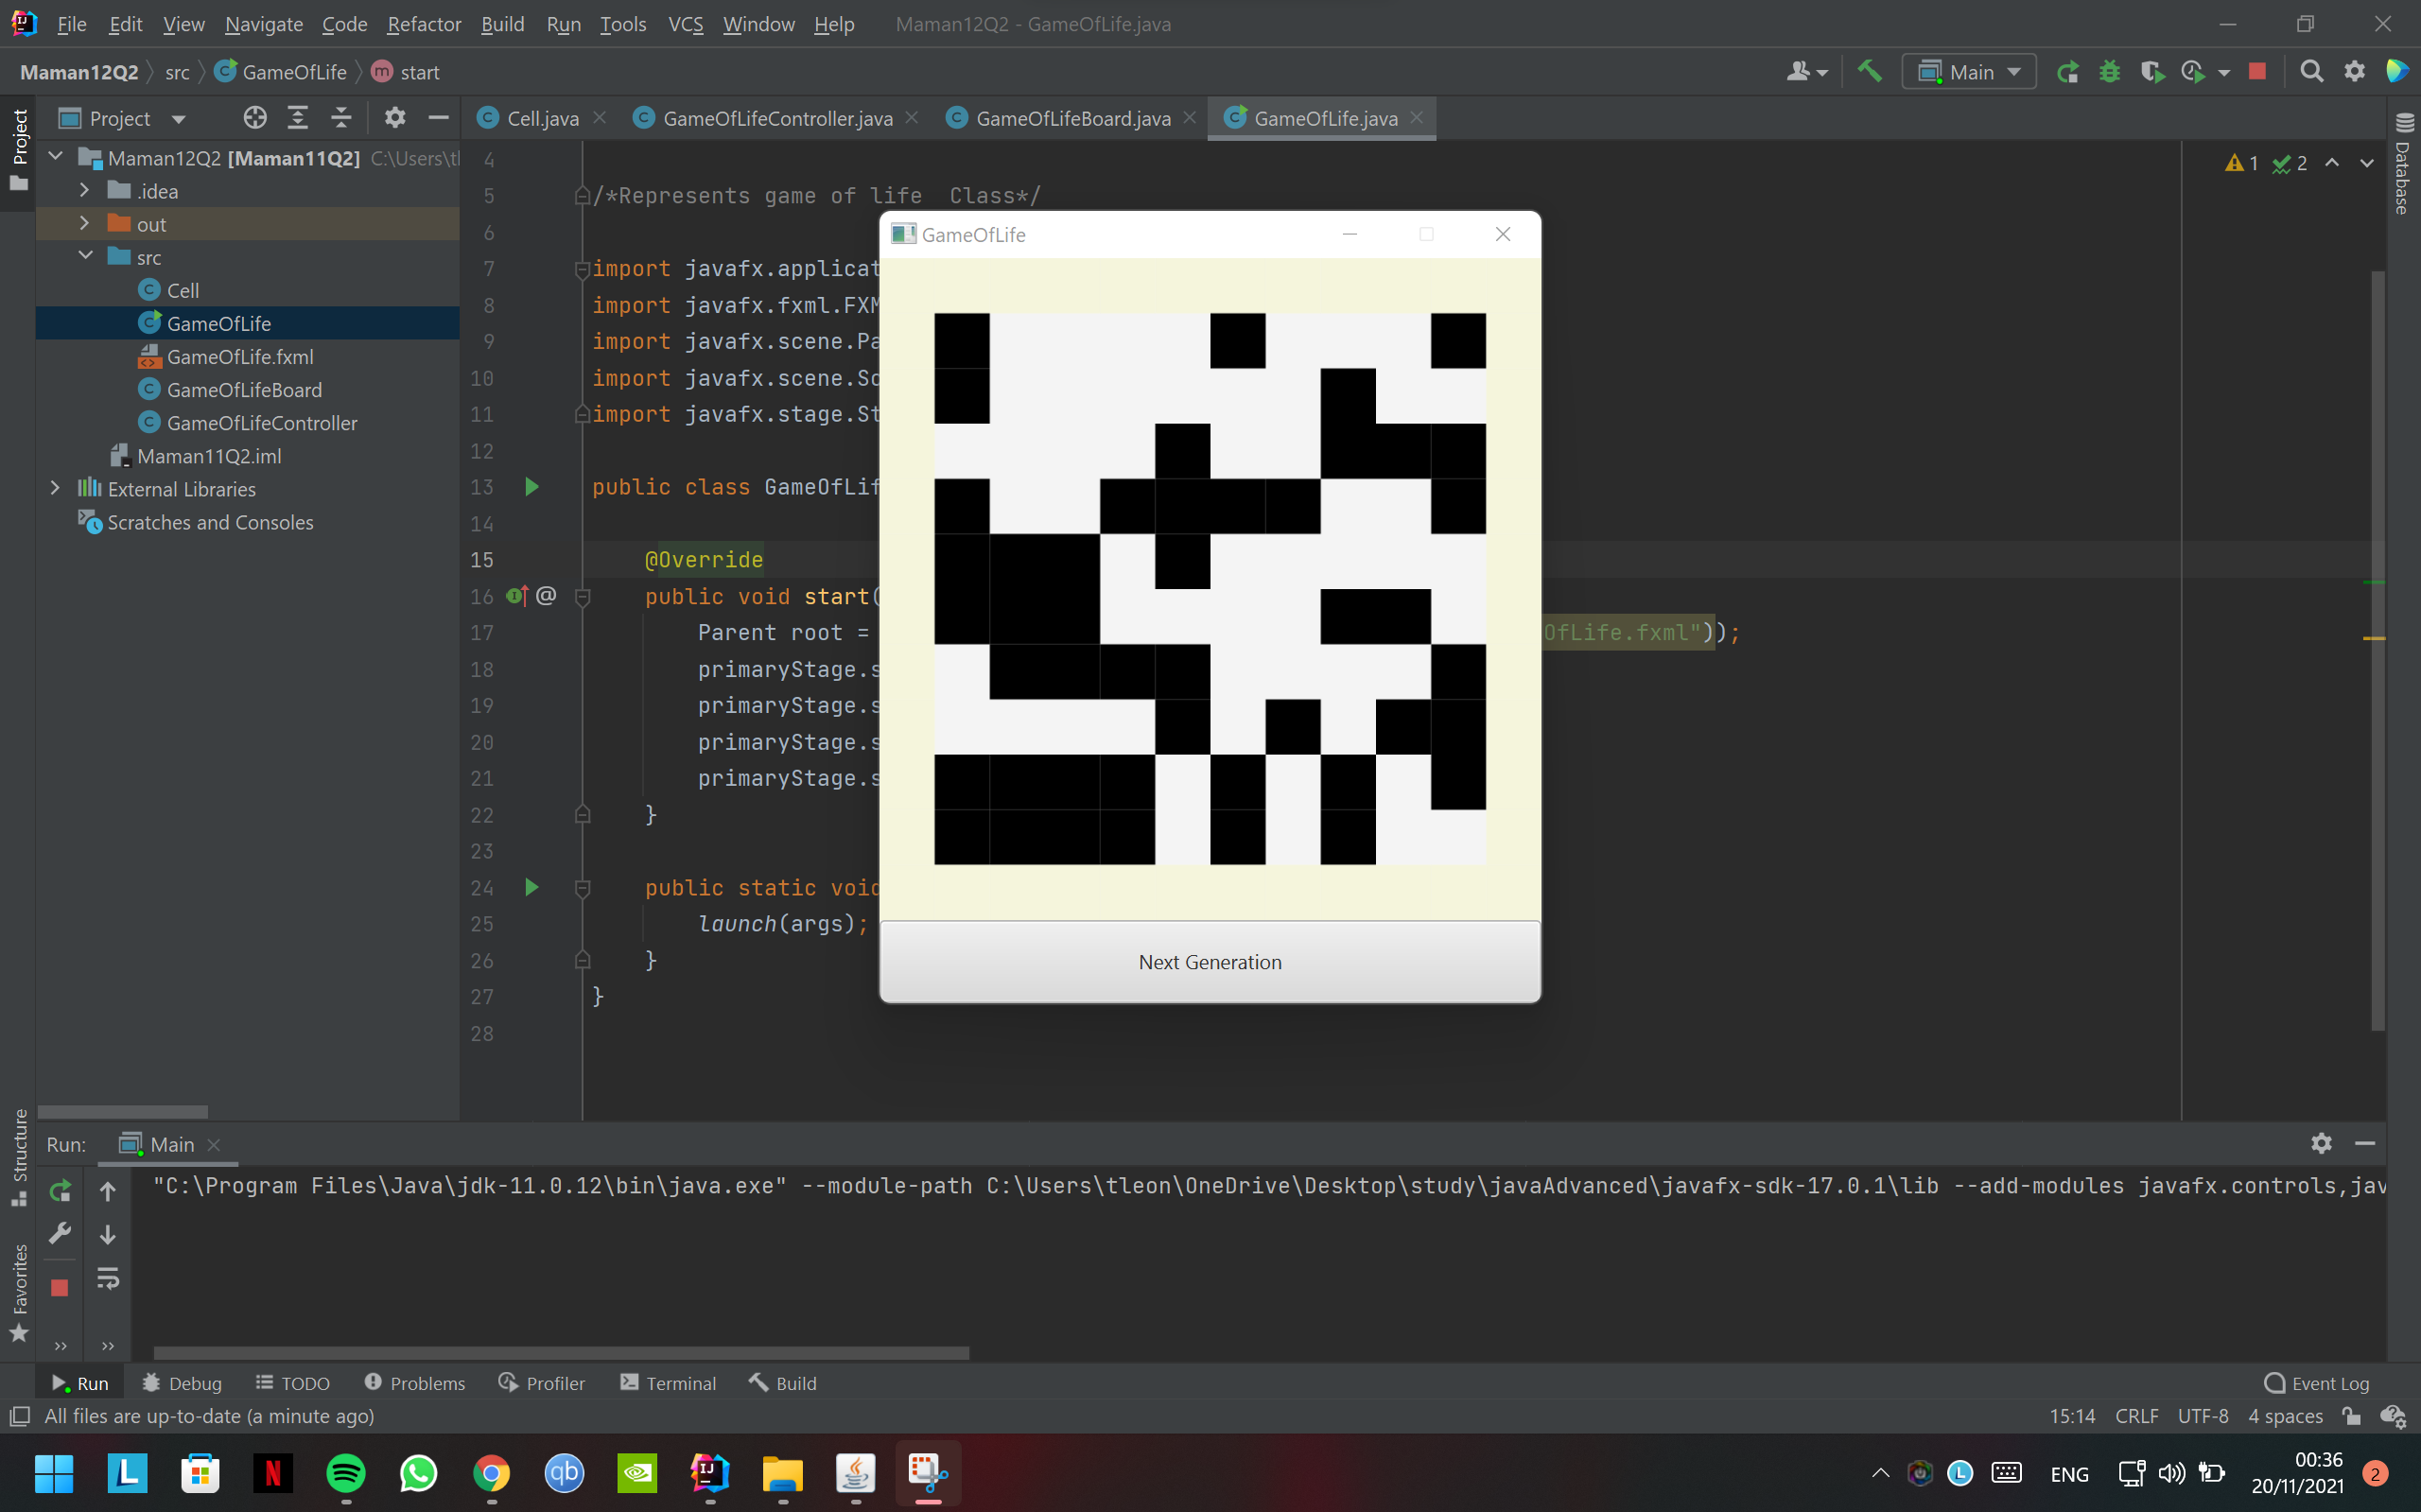 File Edit View Navigate Code Refactor Build Run Tools VCS Window Help Maman12Q2 - GameOfLife.java
Maman12Q2 src GameOfLife m start Main
Project
Project
Cell.java GameOfLifeController.java GameOfLifeBoard.java GameOfLife.java
Database
Maman12Q2 [Maman11Q2] C:\Users\tl
.idea
out
src
Cell
GameOfLife
GameOfLife.fxml
GameOfLifeBoard
GameOfLifeController
Maman11Q2.iml
External Libraries
Scratches and Consoles
1 2
4
5 /*Represents game of life  Class*/
6
7 import javafx.applicat
8 import javafx.fxml.FXM
9 import javafx.scene.Pa
10 import javafx.scene.Sc
11 import javafx.stage.St
12
13 public class GameOfLif
14
15 @Override
16 @ public void start(
17 Parent root = OfLife.fxml"));
18 primaryStage.s
19 primaryStage.s
20 primaryStage.s
21 primaryStage.s
22 }
23
24 public static void
25 launch(args);
26 }
27 }
28
GameOfLife
Next Generation
Structure
Favorites
Run: Main
"C:\Program Files\Java\jdk-11.0.12\bin\java.exe" --module-path C:\Users\tleon\OneDrive\Desktop\study\javaAdvanced\javafx-sdk-17.0.1\lib --add-modules javafx.controls,jav
Run Debug TODO Problems Profiler Terminal Build Event Log
All files are up-to-date (a minute ago) 15:14 CRLF UTF-8 4 spaces
ENG 00:36
20/11/2021 2